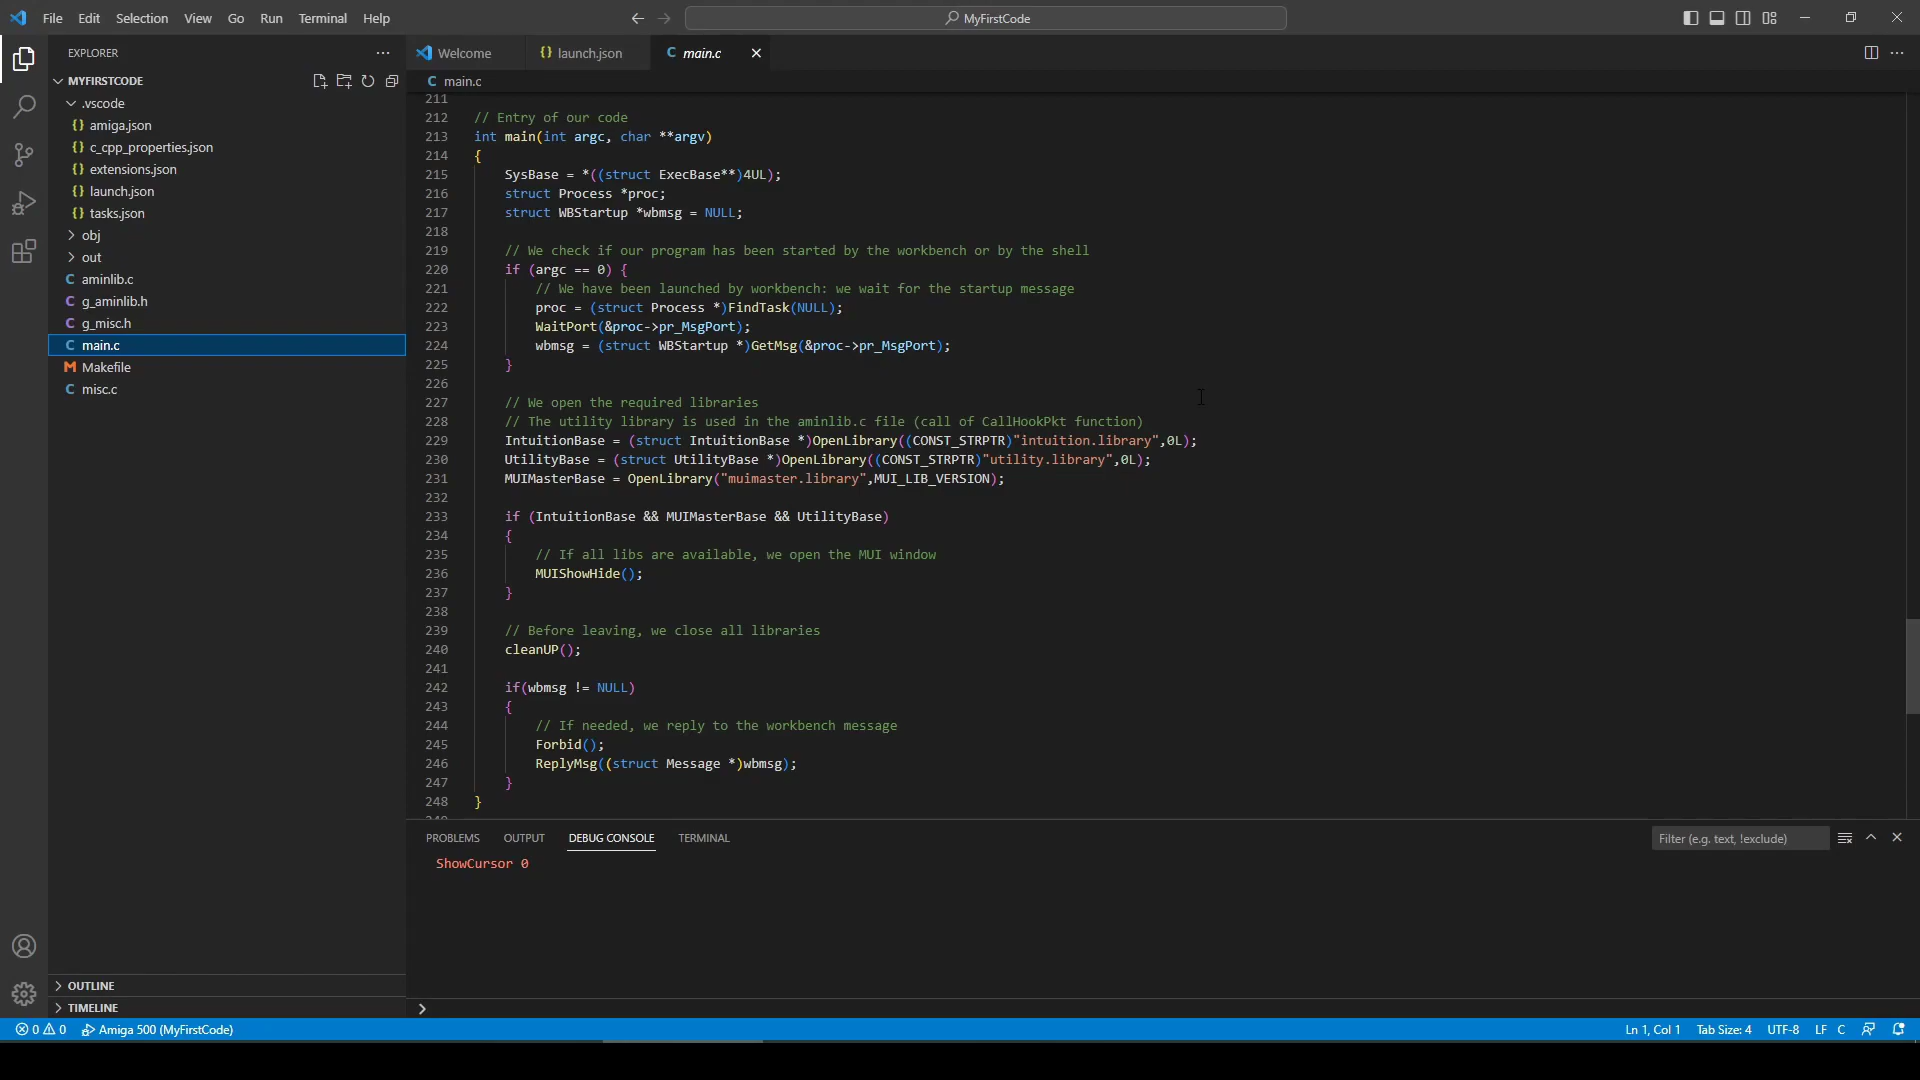 File Edit Selection View Go Run Terminal Help
MyFirstCode
EXPLORER
Welcome
{} launch.json
C main.c
MYFIRSTCODE
C main.c
.vscode
{} amiga.json
{} c_cpp_properties.json
{} extensions.json
{} launch.json
{} tasks.json
obj
out
C aminlib.c
C g_aminlib.h
C g_misc.h
C main.c
M Makefile
C misc.c
OUTLINE
TIMELINE
211
212 // Entry of our code
213 int main(int argc, char **argv)
214 {
215 SysBase = *((struct ExecBase**)4UL);
216 struct Process *proc;
217 struct WBStartup *wbmsg = NULL;
218
219 // We check if our program has been started by the workbench or by the shell
220 if (argc == 0) {
221 // We have been launched by workbench: we wait for the startup message
222 proc = (struct Process *)FindTask(NULL);
223 WaitPort(&proc->pr_MsgPort);
224 wbmsg = (struct WBStartup *)GetMsg(&proc->pr_MsgPort);
225 }
226
227 // We open the required libraries
228 // The utility library is used in the aminlib.c file (call of CallHookPkt function)
229 IntuitionBase = (struct IntuitionBase *)OpenLibrary((CONST_STRPTR)"intuition.library",0L);
230 UtilityBase = (struct UtilityBase *)OpenLibrary((CONST_STRPTR)"utility.library",0L);
231 MUIMasterBase = OpenLibrary("muimaster.library",MUI_LIB_VERSION);
232
233 if (IntuitionBase && MUIMasterBase && UtilityBase)
234 {
235 // If all libs are available, we open the MUI window
236 MUIShowHide();
237 }
238
239 // Before leaving, we close all libraries
240 cleanUP();
241
242 if(wbmsg != NULL)
243 {
244 // If needed, we reply to the workbench message
245 Forbid();
246 ReplyMsg((struct Message *)wbmsg);
247 }
248 }
PROBLEMS OUTPUT DEBUG CONSOLE TERMINAL
Filter (e.g. text, !exclude)
ShowCursor 0
0 0 Amiga 500 (MyFirstCode)
Ln 1, Col 1 Tab Size: 4 UTF-8 LF C